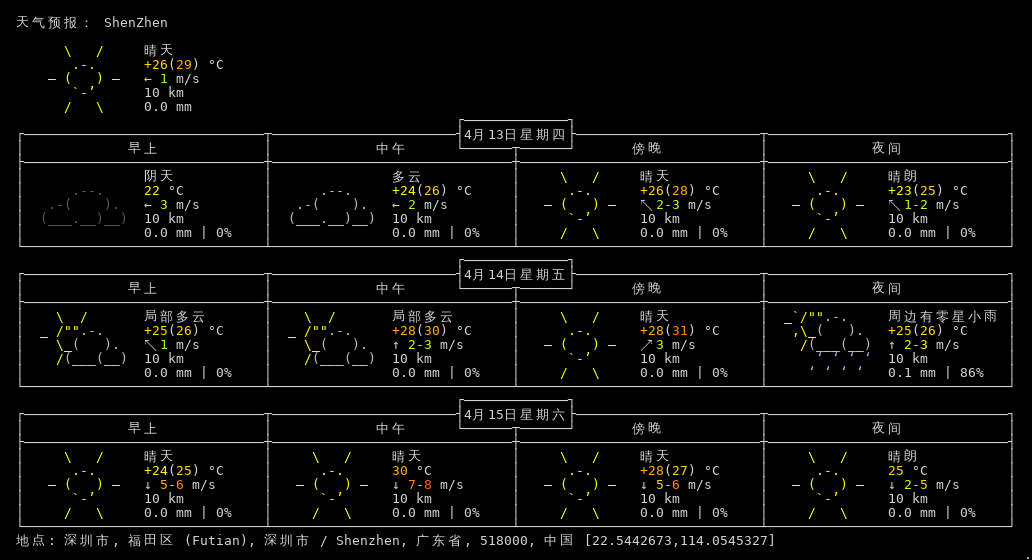 天气预报： ShenZhen
晴天
+26(29) °C
← 1 m/s
10 km
0.0 mm
4月13日星期四
早上 中午 傍晚 夜间
阴天 多云 晴天 晴朗
22 °C +24(26) °C +26(28) °C +23(25) °C
← 3 m/s ← 2 m/s ↖ 2-3 m/s ↖ 1-2 m/s
10 km 10 km 10 km 10 km
0.0 mm | 0% 0.0 mm | 0% 0.0 mm | 0% 0.0 mm | 0%
4月14日星期五
早上 中午 傍晚 夜间
局部多云 局部多云 晴天 周边有零星小雨
+25(26) °C +28(30) °C +28(31) °C +25(26) °C
↖ 1 m/s ↑ 2-3 m/s ↗ 3 m/s ↑ 2-3 m/s
10 km 10 km 10 km 10 km
0.0 mm | 0% 0.0 mm | 0% 0.0 mm | 0% 0.1 mm | 86%
4月15日星期六
早上 中午 傍晚 夜间
晴天 晴天 晴天 晴朗
+24(25) °C 30 °C +28(27) °C 25 °C
↓ 5-6 m/s ↓ 7-8 m/s ↓ 5-6 m/s ↓ 2-5 m/s
10 km 10 km 10 km 10 km
0.0 mm | 0% 0.0 mm | 0% 0.0 mm | 0% 0.0 mm | 0%
地点: 深圳市, 福田区 (Futian), 深圳市 / Shenzhen, 广东省, 518000, 中国 [22.5442673,114.0545327]